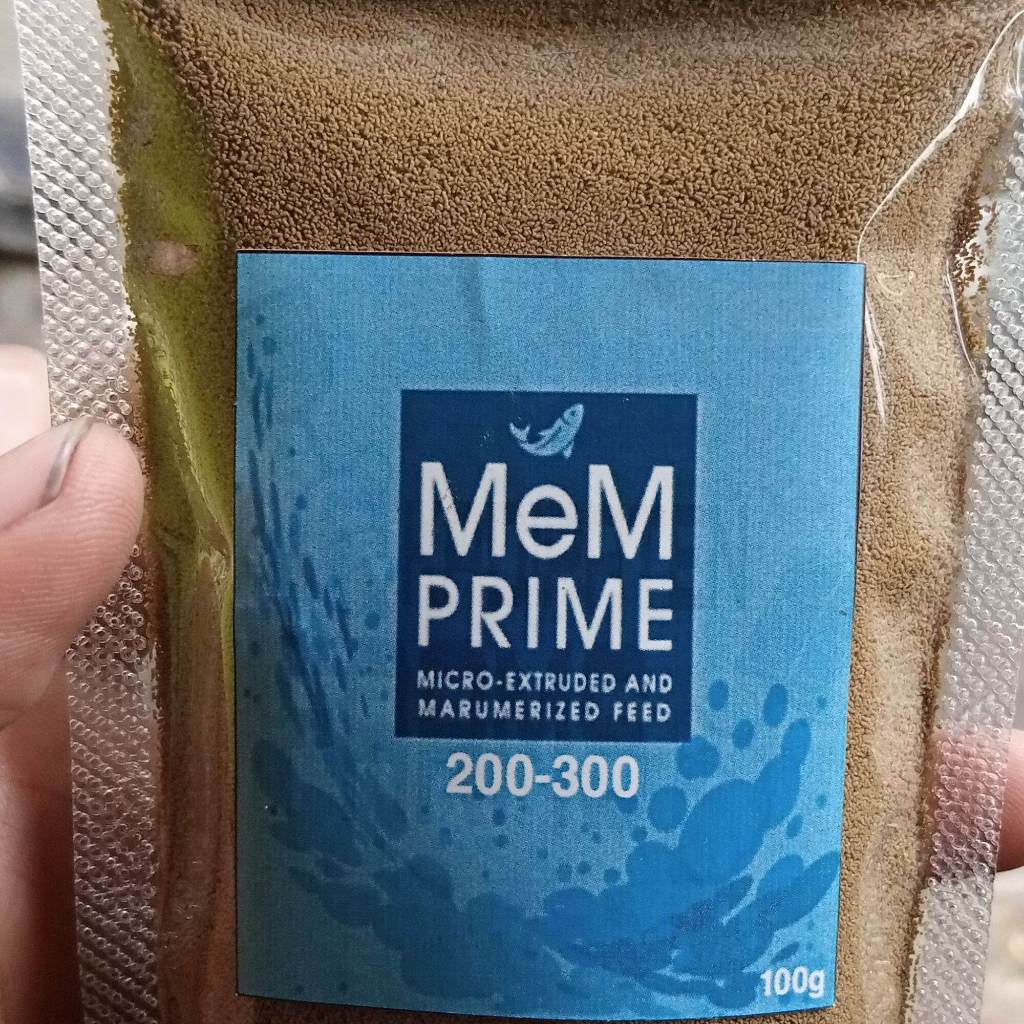 MeM
PRIME
MICRO-EXTRUDED AND
MARUMERIZED FEED
200-300
100g